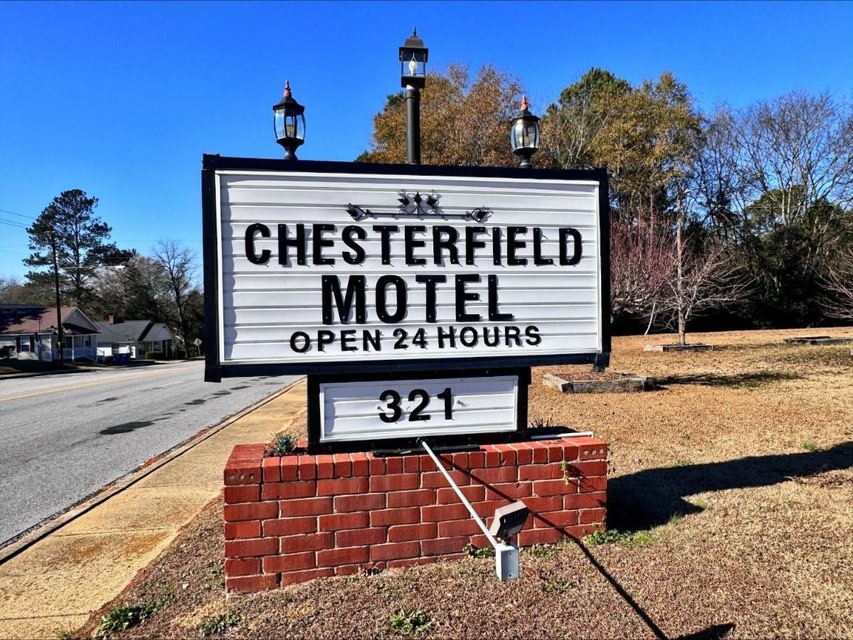 CHESTERFIELD
MOTEL
OPEN 24 HOURS
321